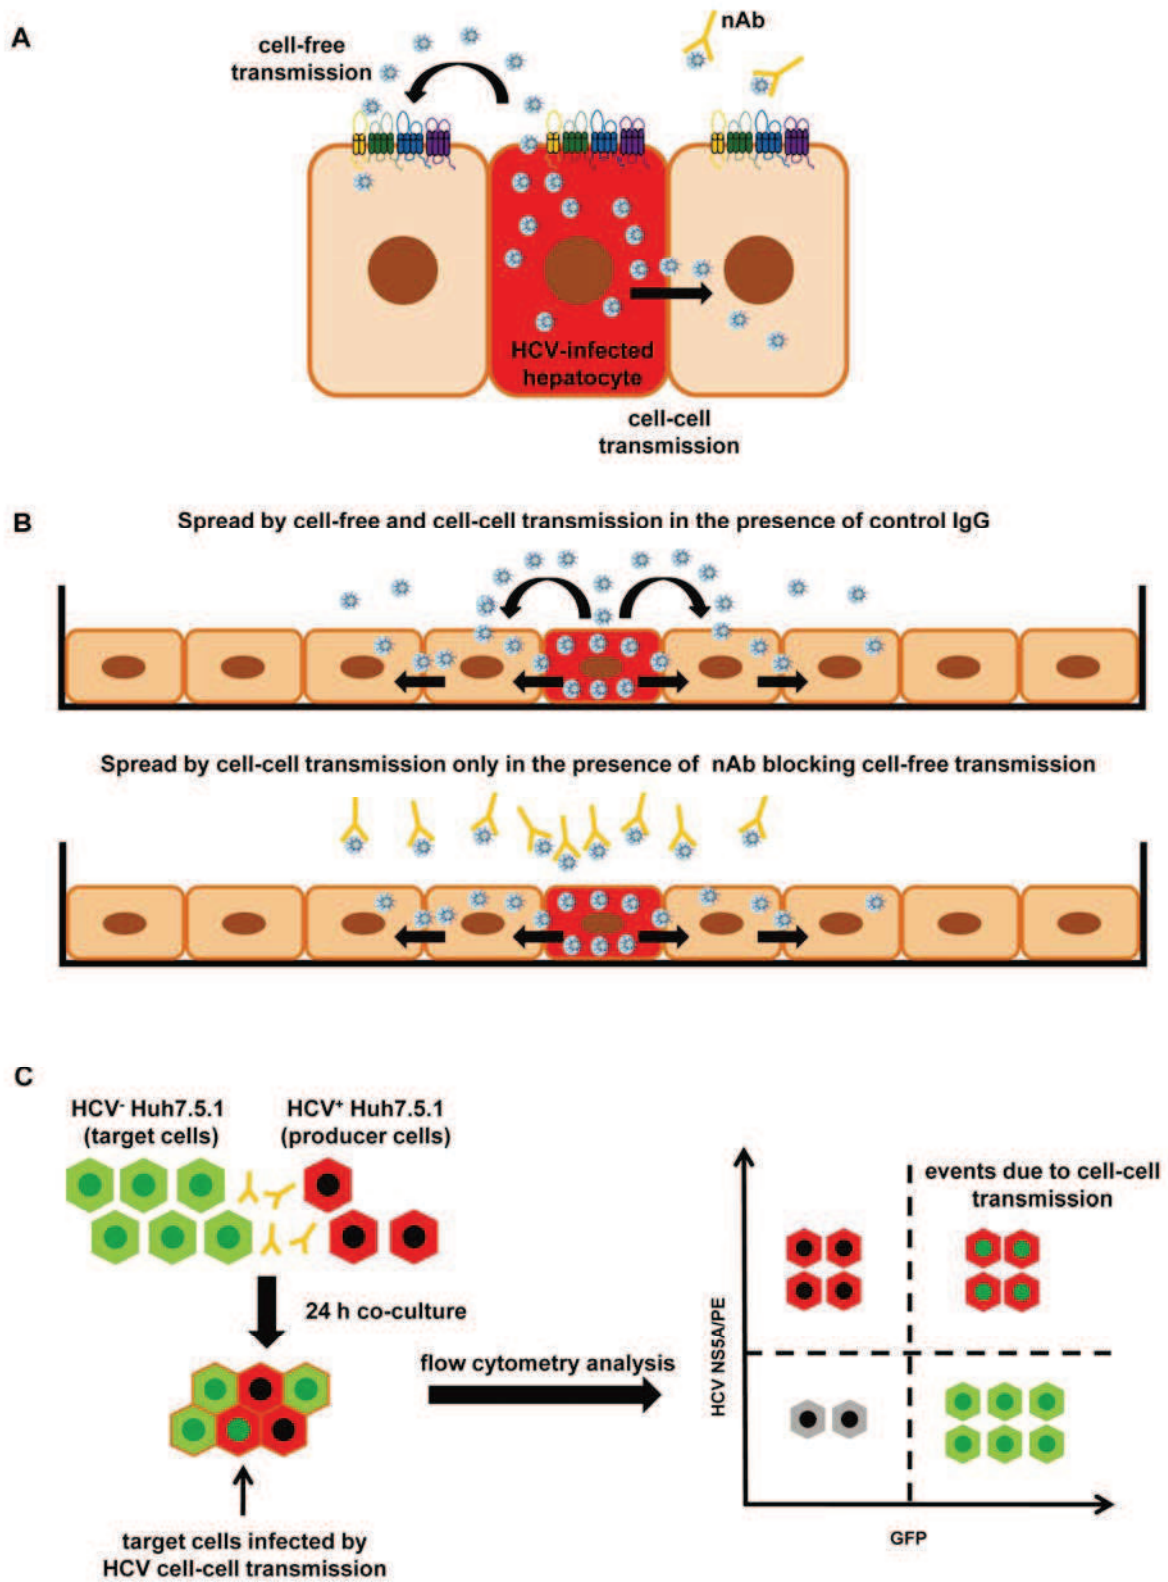 A
cell-free
transmission
nAb
HCV-infected
hepatocyte
cell-cell
transmission
B
Spread by cell-free and cell-cell transmission in the presence of control IgG
Spread by cell-cell transmission only in the presence of nAb blocking cell-free transmission
C
HCV- Huh7.5.1
(target cells)
HCV+ Huh7.5.1
(producer cells)
24 h co-culture
flow cytometry analysis
target cells infected by
HCV cell-cell transmission
events due to cell-cell
transmission
HCV NS5A/PE
GFP